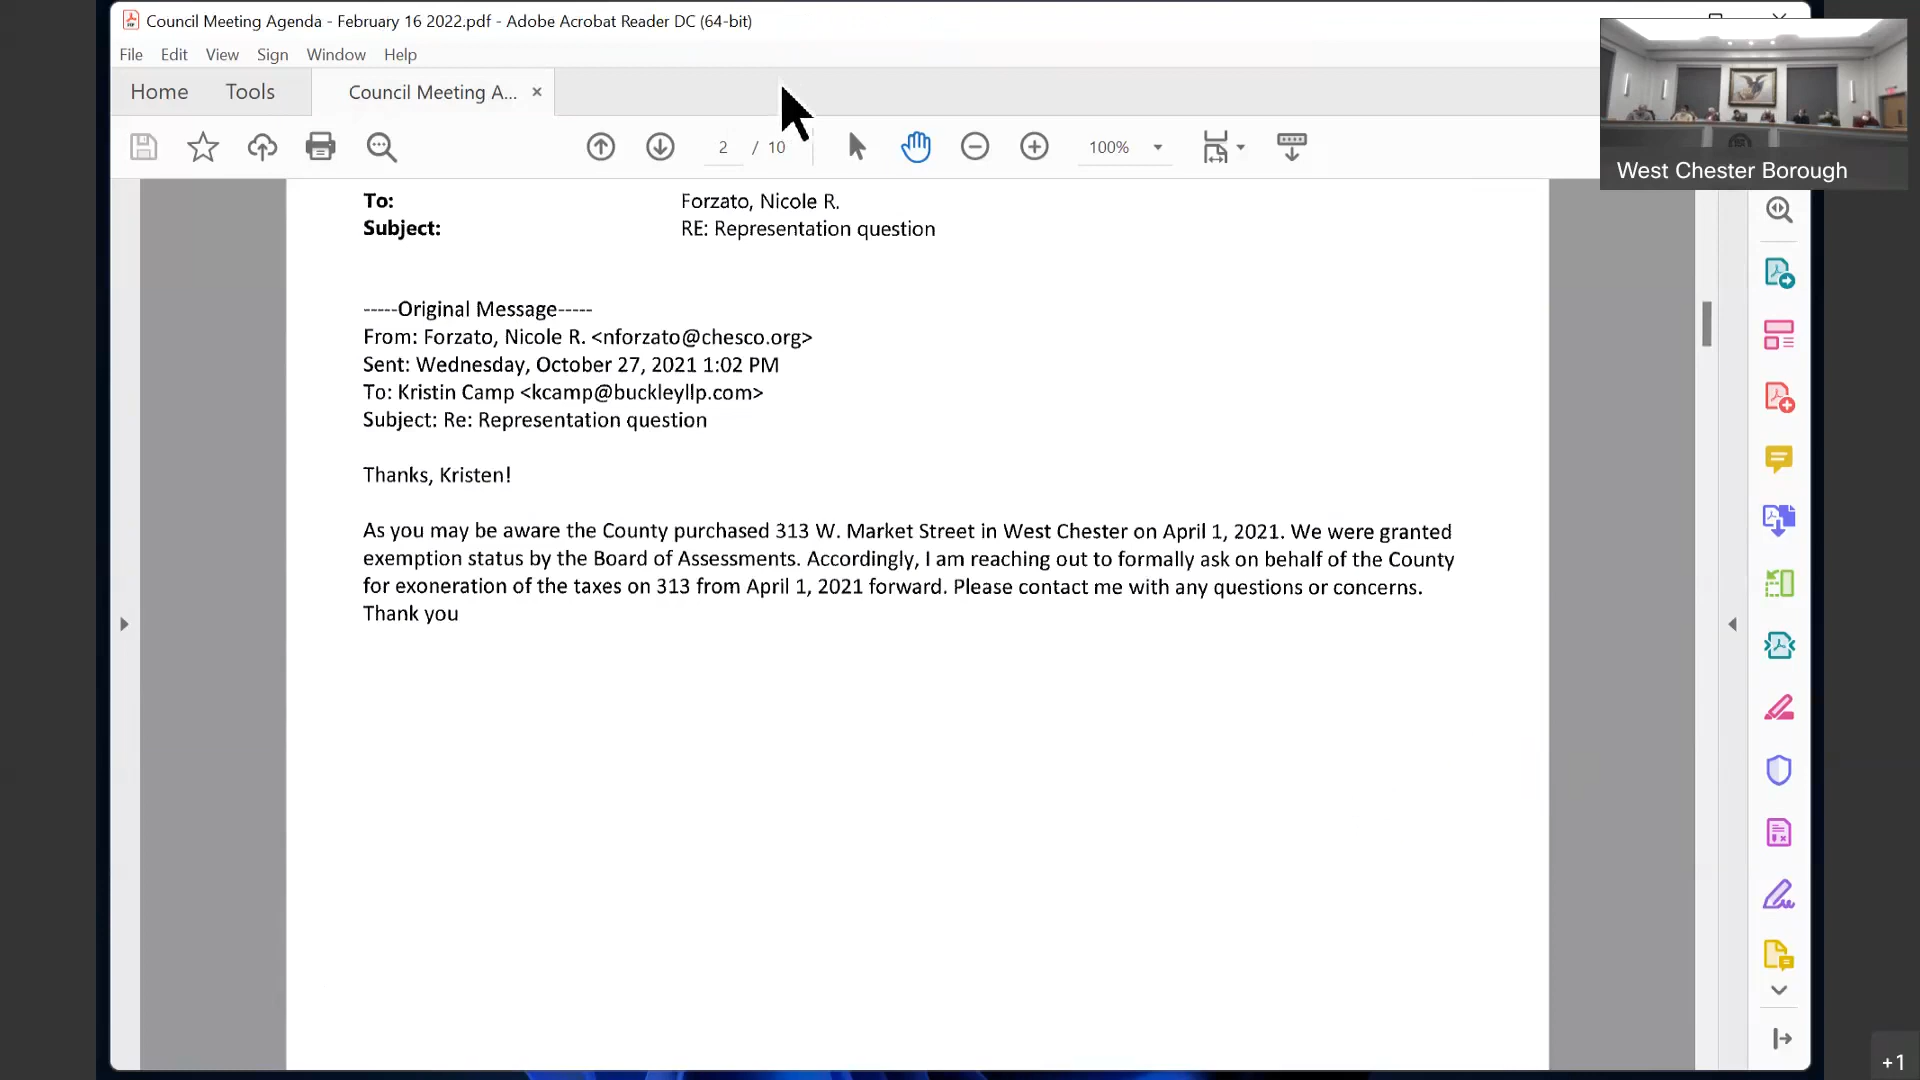 Council Meeting Agenda - February 16 2022.pdf - Adobe Acrobat Reader DC (64-bit)
File Edit View Sign Window Help
Home Tools Council Meeting A... ×
2 / 10 100%
West Chester Borough
To: Forzato, Nicole R.
Subject: RE: Representation question
-----Original Message-----
From: Forzato, Nicole R. <nforzato@chesco.org>
Sent: Wednesday, October 27, 2021 1:02 PM
To: Kristin Camp <kcamp@buckleyllp.com>
Subject: Re: Representation question
Thanks, Kristen!
As you may be aware the County purchased 313 W. Market Street in West Chester on April 1, 2021. We were granted
exemption status by the Board of Assessments. Accordingly, I am reaching out to formally ask on behalf of the County
for exoneration of the taxes on 313 from April 1, 2021 forward. Please contact me with any questions or concerns.
Thank you
+1